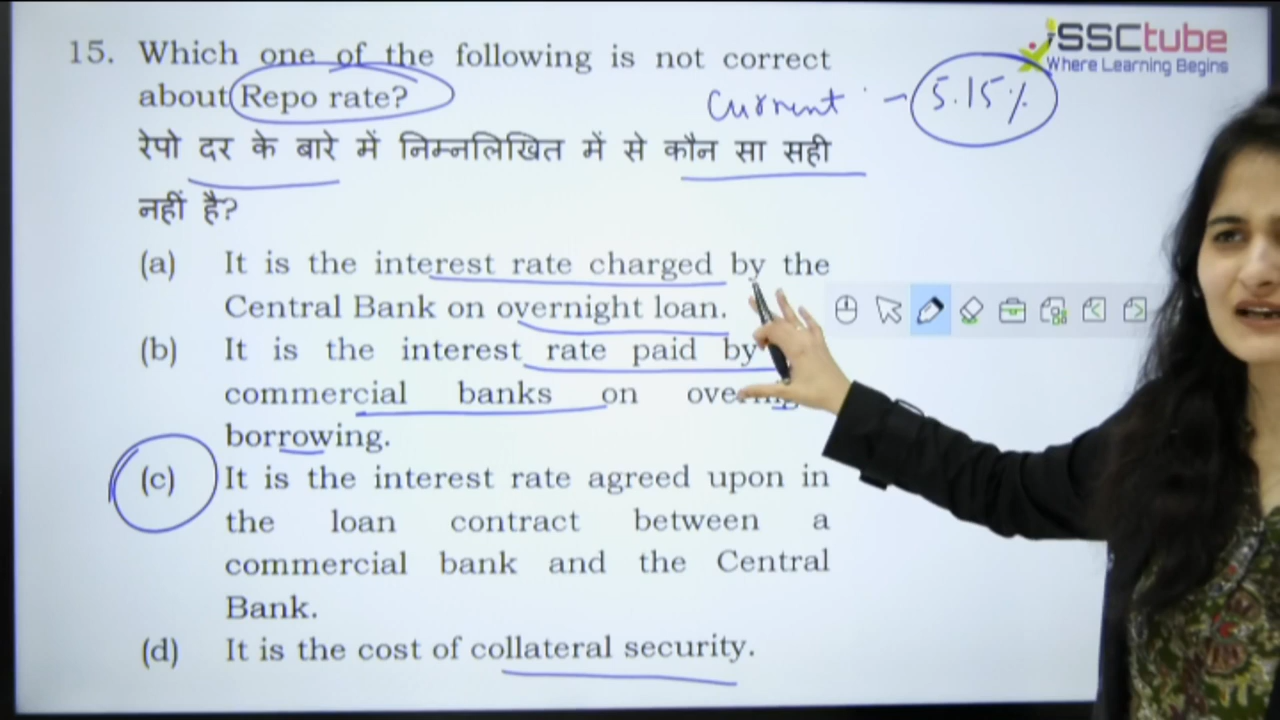 SSCtube
Where Learning Begins
15. Which one of the following is not correct
about Repo rate?
Current - 5.15%
रेपो दर के बारे में निम्नलिखित में से कौन सा सही
नहीं है?
(a) It is the interest rate charged by the
Central Bank on overnight loan.
(b) It is the interest rate paid by
commercial banks on
borrowing.
(c) It is the interest rate agreed upon in
the loan contract between a
commercial bank and the Central
Bank.
(d) It is the cost of collateral security.